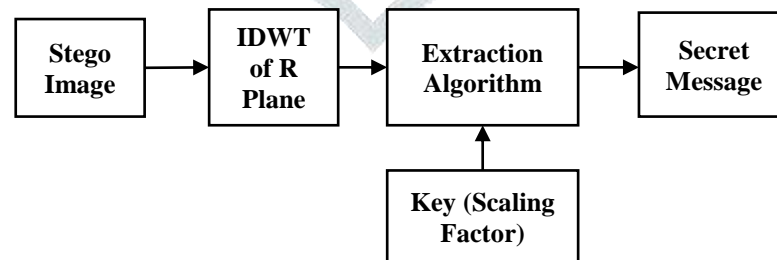 Stego
Image
IDWT
of R
Plane
Extraction
Algorithm
Secret
Message
Key (Scaling
Factor)